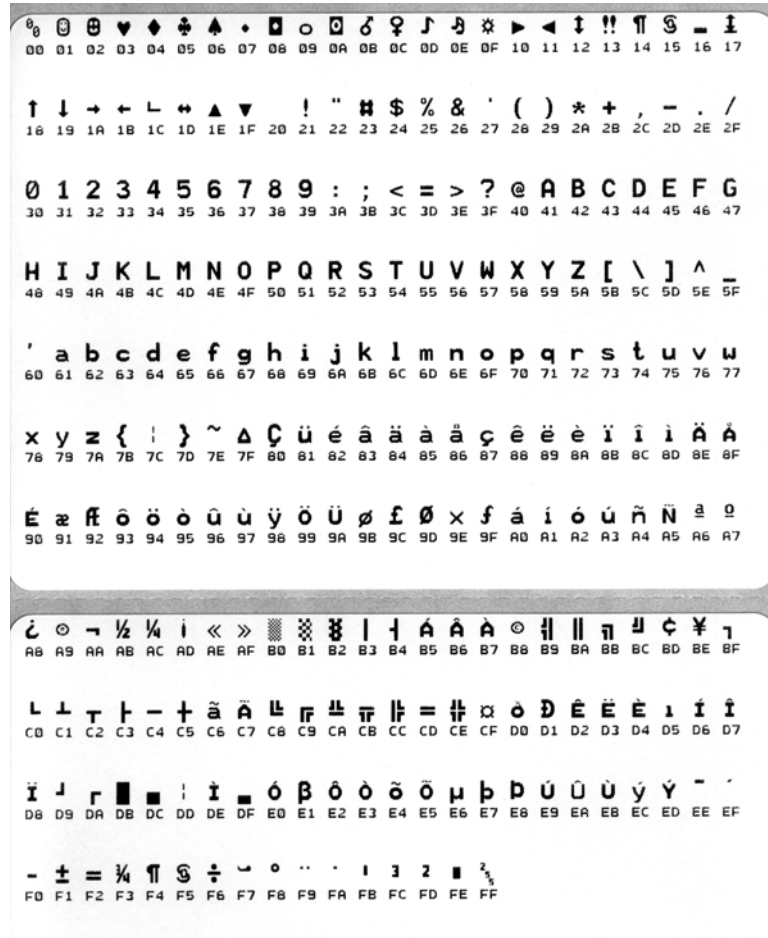 ⁰₀ ☺ ☻ ♥ ♦ ♣ ♠ • ◘ ○ ◙ ♂ ♀ ♪ ♫ ☼ ► ◄ ↕ ‼ ¶ § ▬ ↨
00 01 02 03 04 05 06 07 08 09 0A 0B 0C 0D 0E 0F 10 11 12 13 14 15 16 17
↑ ↓ → ← ∟ ↔ ▲ ▼ ! " # $ % & ' ( ) * + , - . /
18 19 1A 1B 1C 1D 1E 1F 20 21 22 23 24 25 26 27 28 29 2A 2B 2C 2D 2E 2F
0 1 2 3 4 5 6 7 8 9 : ; < = > ? @ A B C D E F G
30 31 32 33 34 35 36 37 38 39 3A 3B 3C 3D 3E 3F 40 41 42 43 44 45 46 47
H I J K L M N O P Q R S T U V W X Y Z [ \ ] ^ _
48 49 4A 4B 4C 4D 4E 4F 50 51 52 53 54 55 56 57 58 59 5A 5B 5C 5D 5E 5F
' a b c d e f g h i j k l m n o p q r s t u v w
60 61 62 63 64 65 66 67 68 69 6A 6B 6C 6D 6E 6F 70 71 72 73 74 75 76 77
x y z { ¦ } ~ ∆ Ç ü é â ä à å ç ê ë è ï î ì Ä Å
78 79 7A 7B 7C 7D 7E 7F 80 81 82 83 84 85 86 87 88 89 8A 8B 8C 8D 8E 8F
É æ Æ ô ö ò û ù ÿ Ö Ü ø £ Ø × ƒ á í ó ú ñ Ñ ª º
90 91 92 93 94 95 96 97 98 99 9A 9B 9C 9D 9E 9F A0 A1 A2 A3 A4 A5 A6 A7
¿ ® ¬ ½ ¼ ¡ « » ░ ▒ ▓ │ ┤ Á Â À © ╣ ║ ╗ ╝ ¢ ¥ ┐
A8 A9 AA AB AC AD AE AF B0 B1 B2 B3 B4 B5 B6 B7 B8 B9 BA BB BC BD BE BF
└ ┴ ┬ ├ ─ ┼ ã Ã ╚ ╔ ╩ ╦ ╠ ═ ╬ ¤ ð Ð Ê Ë È ı Í Î
C0 C1 C2 C3 C4 C5 C6 C7 C8 C9 CA CB CC CD CE CF D0 D1 D2 D3 D4 D5 D6 D7
Ï ┘ ┌ █ ▄ ¦ Ì ▬ Ó β Ô Ò õ Õ µ þ Þ Ú Û Ù ý Ý ¯ ´
D8 D9 DA DB DC DD DE DF E0 E1 E2 E3 E4 E5 E6 E7 E8 E9 EA EB EC ED EE EF
- ± = ¾ ¶ § ÷ ¸ ° ¨ · ı 3 2 ■ ²₅₅
F0 F1 F2 F3 F4 F5 F6 F7 F8 F9 FA FB FC FD FE FF